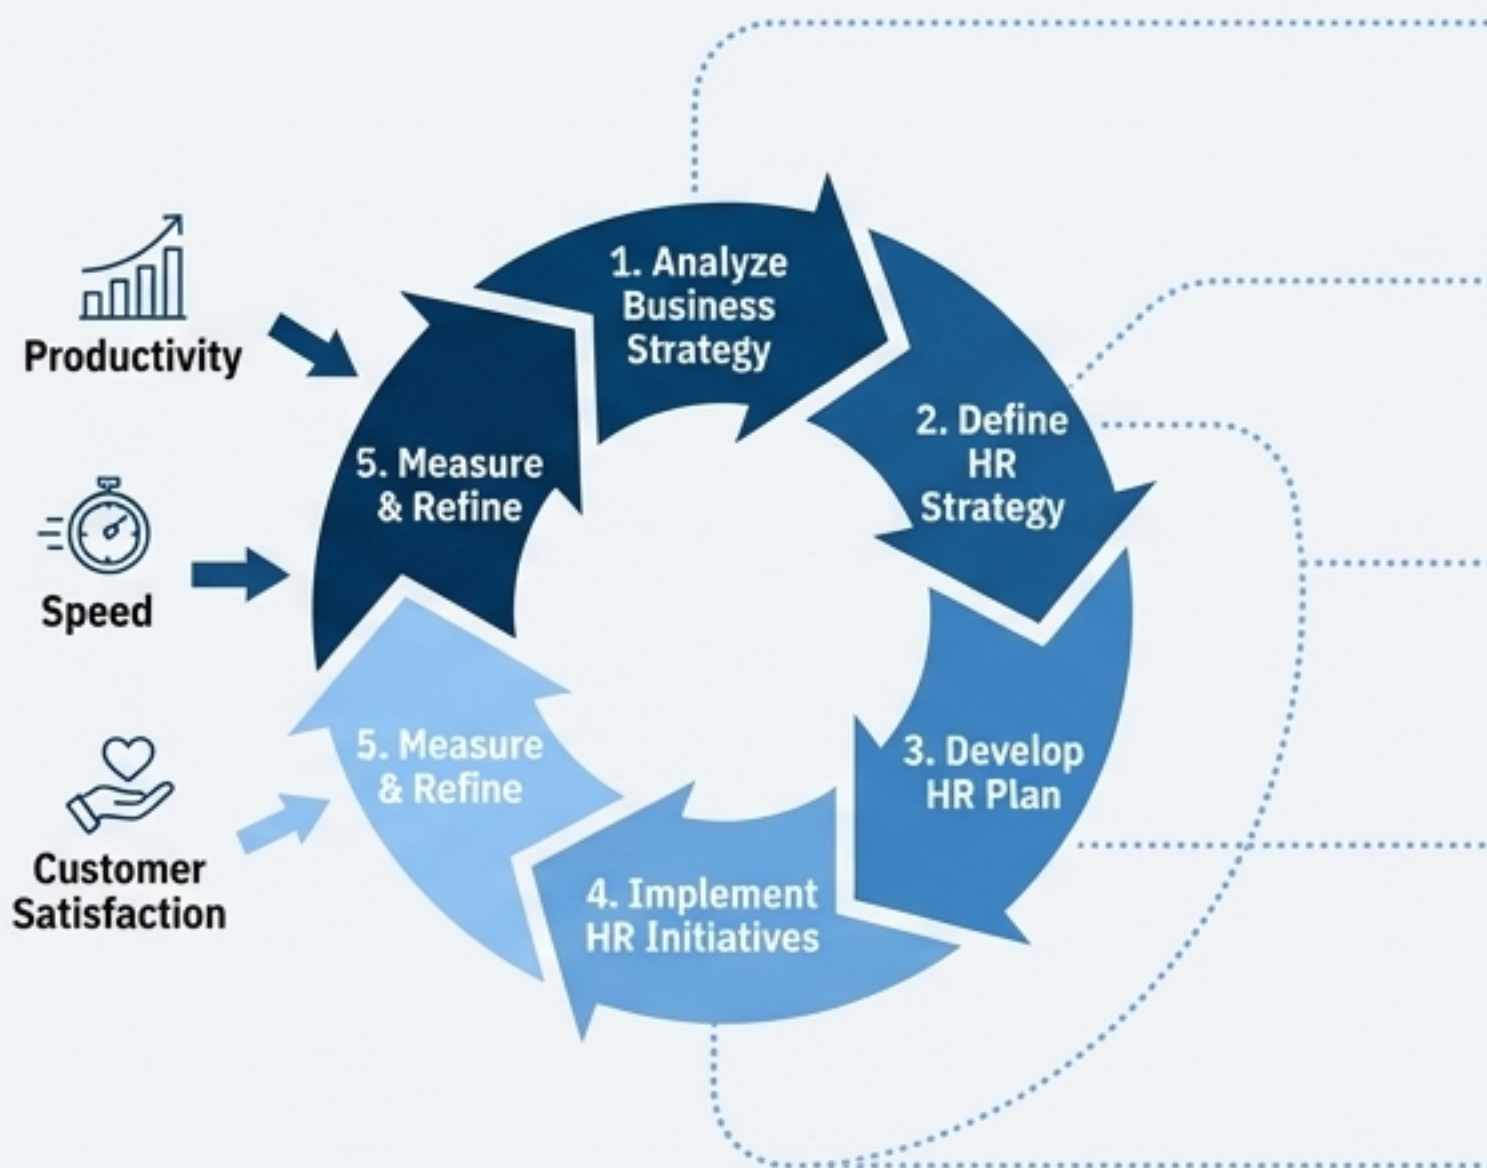 Productivity
Speed
Customer
Satisfaction
1. Analyze
Business
Strategy
2. Define
HR
Strategy
3. Develop
HR Plan
4. Implement
HR Initiatives
5. Measure
& Refine
5. Measure
& Refine